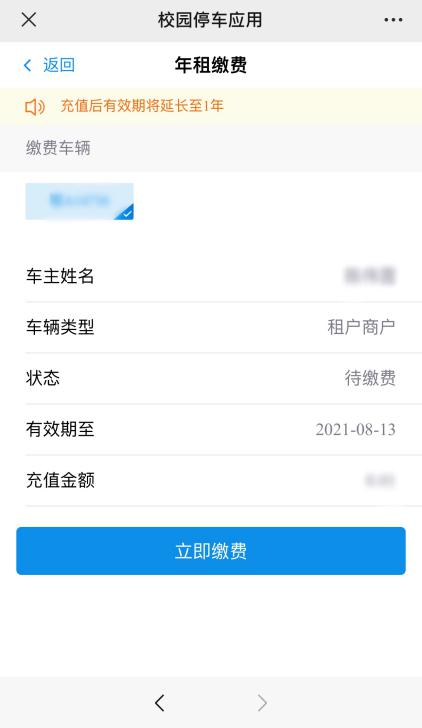 校园停车应用
返回
年租缴费
充值后有效期将延长至1年
缴费车辆
车主姓名
车辆类型 租户商户
状态 待缴费
有效期至 2021-08-13
充值金额
立即缴费